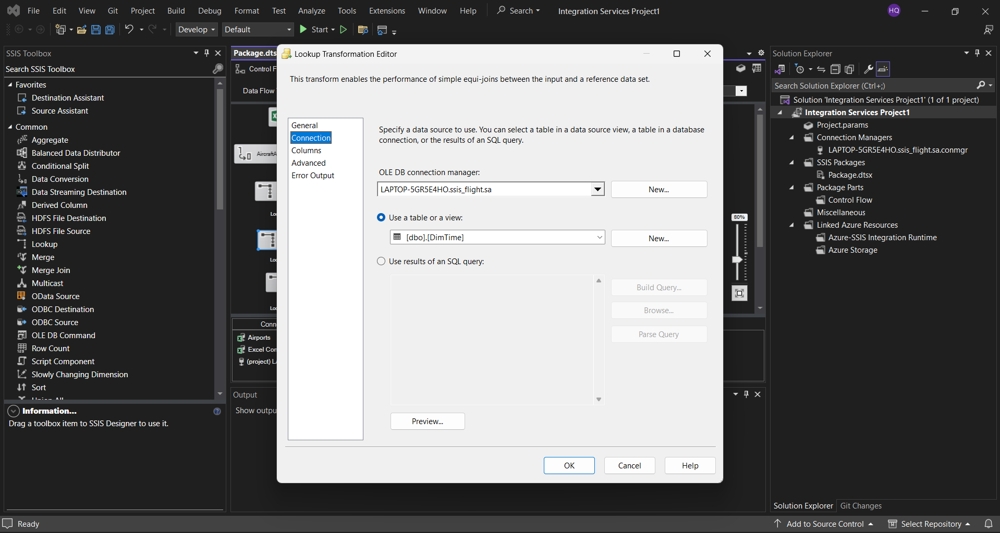 File Edit View Git Project Build Debug Format Test Analyze Tools Extensions Window Help Search Integration Services Project1 HQ
Develop Default Start
SSIS Toolbox
Search SSIS Toolbox
Favorites
Destination Assistant
Source Assistant
Common
Aggregate
Balanced Data Distributor
Conditional Split
Data Conversion
Data Streaming Destination
Derived Column
HDFS File Destination
HDFS File Source
Lookup
Merge
Merge Join
Multicast
OData Source
ODBC Destination
ODBC Source
OLE DB Command
Row Count
Script Component
Slowly Changing Dimension
Sort
Union All
Information...
Drag a toolbox item to SSIS Designer to use it.
Package.dts
Control F
Data Flow
AircraftA
Lo
Lo
Lo
Conn
Airports
Excel Con
(project) LA
Output
Show outpu
80%
Lookup Transformation Editor
This transform enables the performance of simple equi-joins between the input and a reference data set.
General
Connection
Columns
Advanced
Error Output
Specify a data source to use. You can select a table in a data source view, a table in a database
connection, or the results of an SQL query.
OLE DB connection manager:
LAPTOP-5GR5E4HO.ssis_flight.sa New...
Use a table or a view:
[dbo].[DimTime] New...
Use results of an SQL query:
Build Query...
Browse...
Parse Query
Preview...
OK Cancel Help
Solution Explorer
Search Solution Explorer (Ctrl+;)
Solution 'Integration Services Project1' (1 of 1 project)
Integration Services Project1
Project.params
Connection Managers
LAPTOP-5GR5E4HO.ssis_flight.sa.conmgr
SSIS Packages
Package.dtsx
Package Parts
Control Flow
Miscellaneous
Linked Azure Resources
Azure-SSIS Integration Runtime
Azure Storage
Solution Explorer Git Changes
Ready Add to Source Control Select Repository